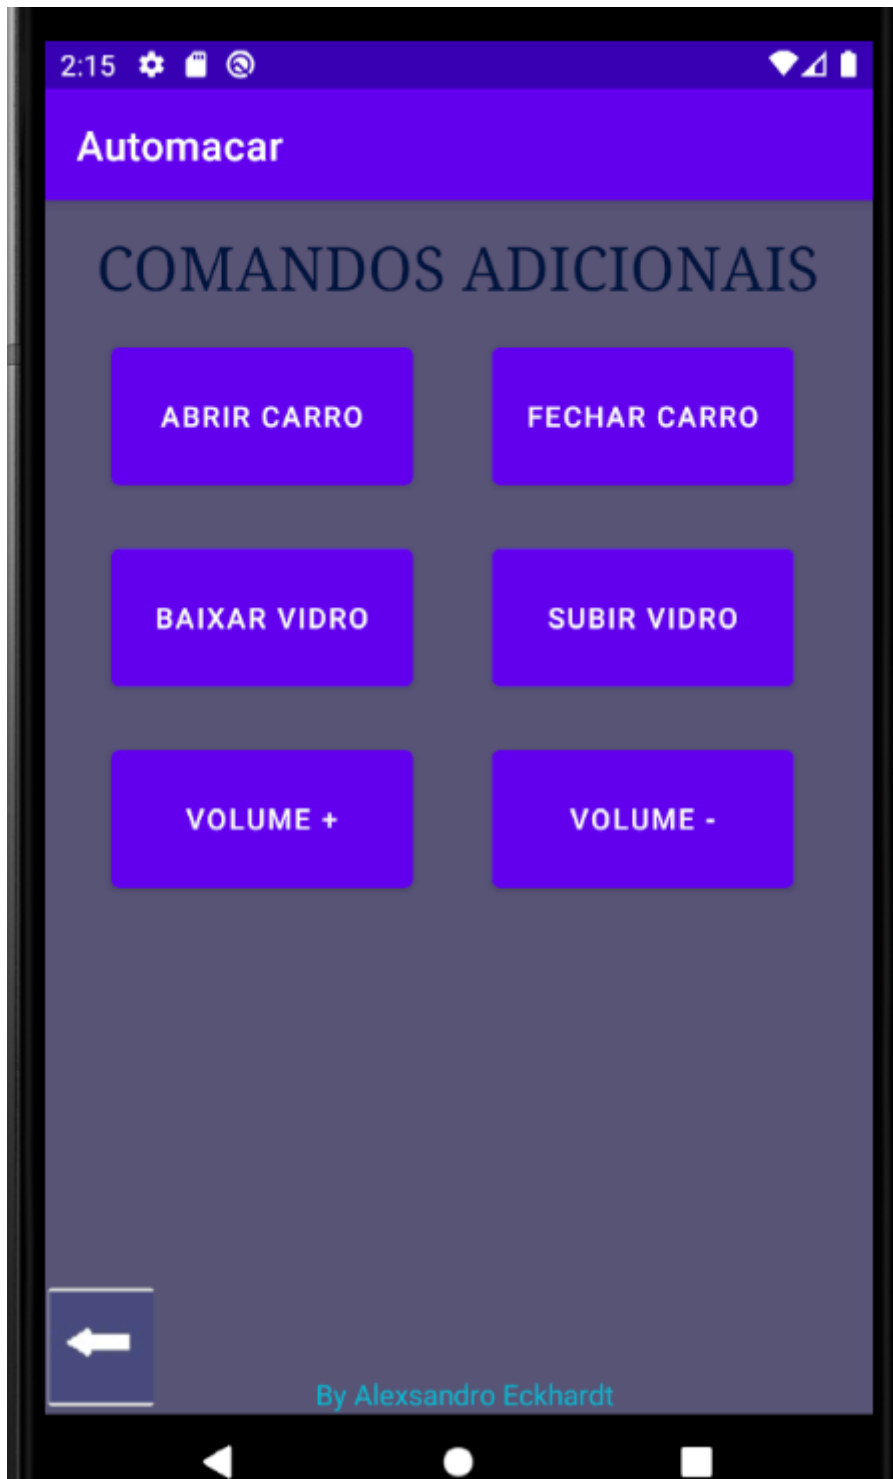 2:15
Automacar
COMANDOS ADICIONAIS
ABRIR CARRO FECHAR CARRO
BAIXAR VIDRO SUBIR VIDRO
VOLUME + VOLUME -
By Alexsandro Eckhardt